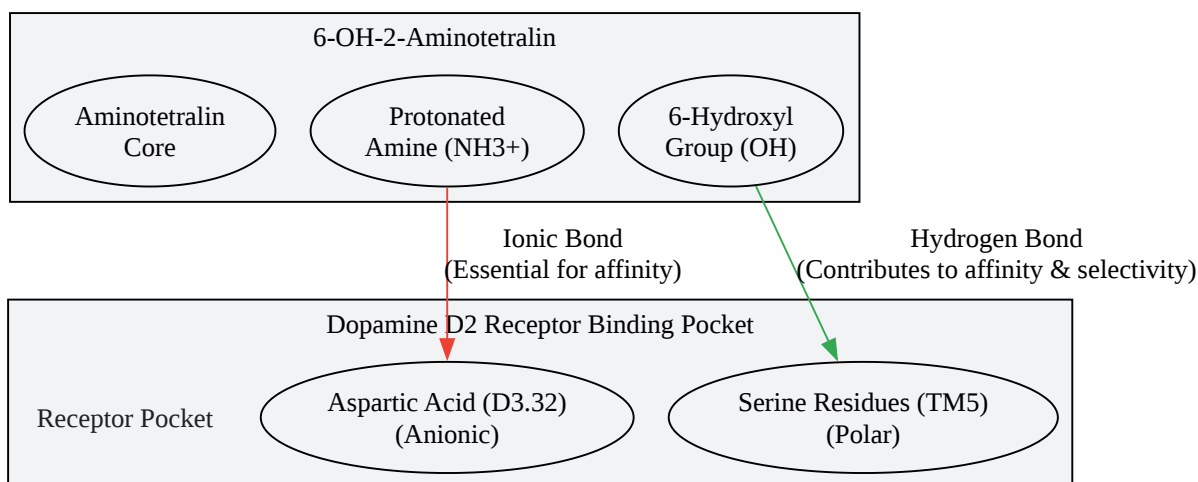 6-OH-2-Aminotetralin
Aminotetralin
Core
Protonated
Amine (NH3+)
6-Hydroxyl
Group (OH)
Ionic Bond
(Essential for affinity)
Hydrogen Bond
(Contributes to affinity & selectivity)
Dopamine D2 Receptor Binding Pocket
Receptor Pocket
Aspartic Acid (D3.32)
(Anionic)
Serine Residues (TM5)
(Polar)